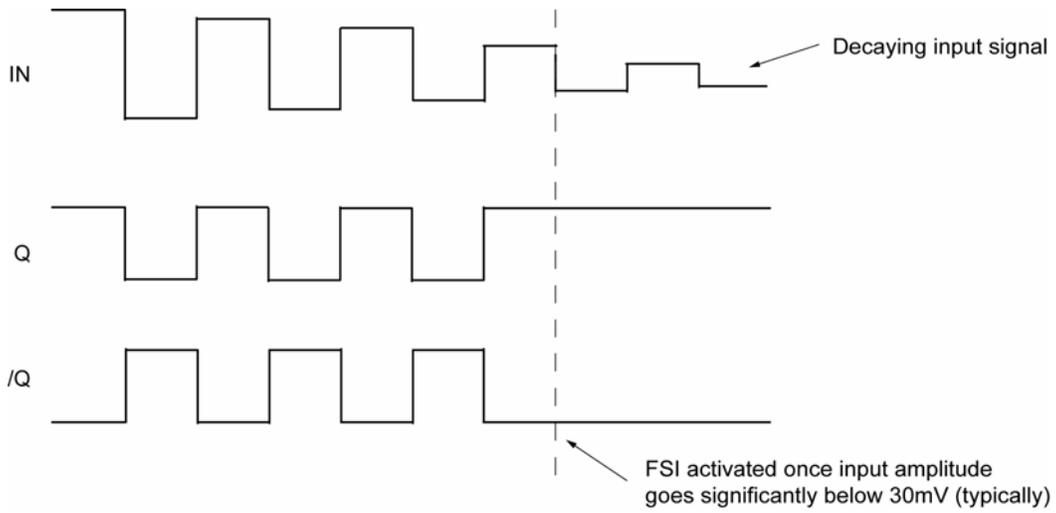 IN
Decaying input signal
Q
/Q
FSI activated once input amplitude
goes significantly below 30mV (typically)